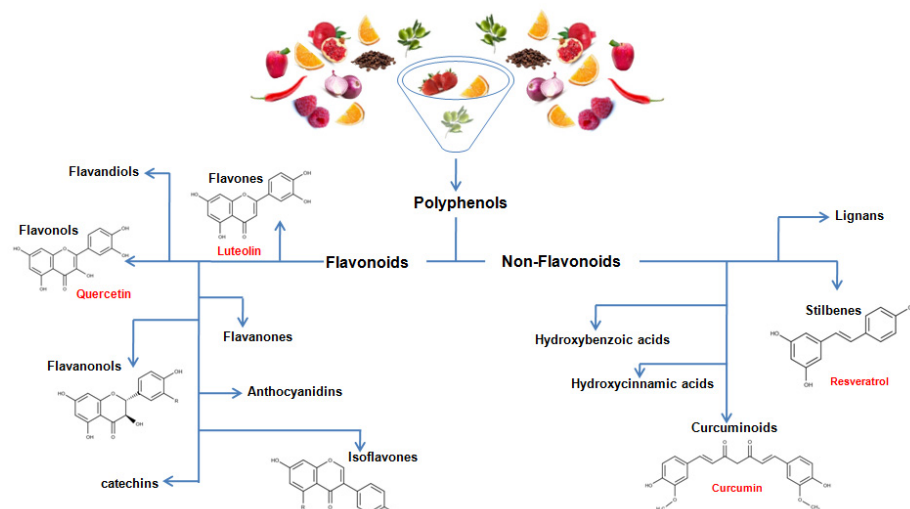 Polyphenols
Flavonoids
Non-Flavonoids
Flavandiols
Flavones
Luteolin
Flavonols
Quercetin
Flavanones
Flavanonols
Anthocyanidins
Isoflavones
catechins
Lignans
Stilbenes
Resveratrol
Hydroxybenzoic acids
Hydroxycinnamic acids
Curcuminoids
Curcumin